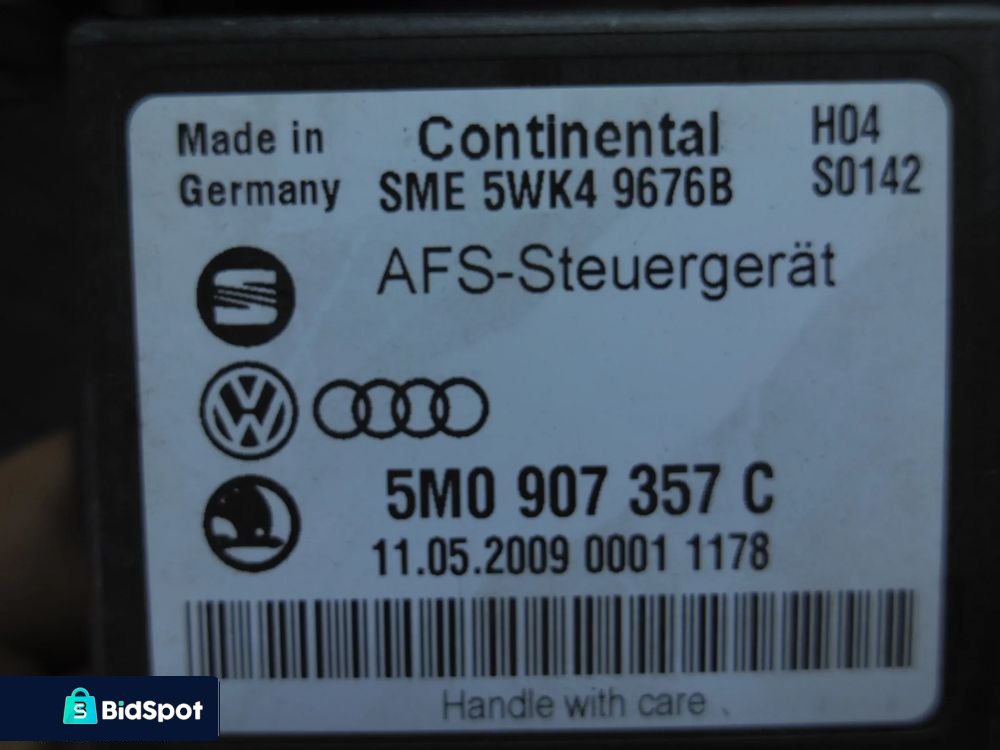 Made in Germany
Continental
SME 5WK4 9676B
H04
S0142
AFS-Steuergerät
5M0 907 357 C
11.05.2009 0001 1178
Handle with care
BidSpot